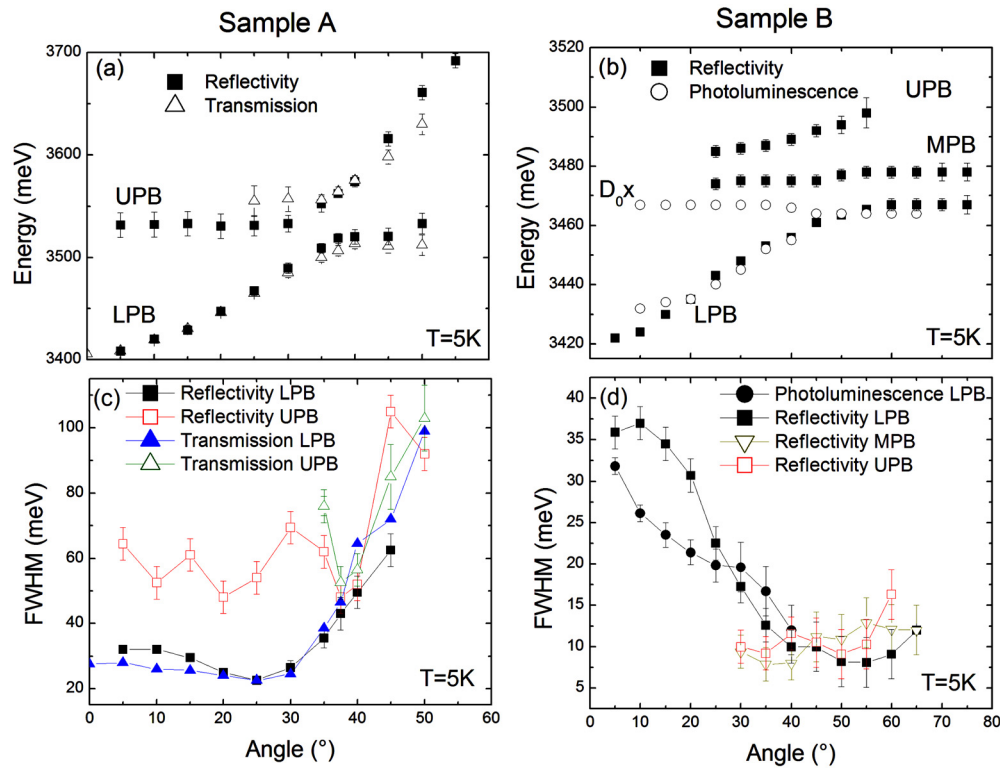 Sample A
Sample B
(a)
Reflectivity
Transmission
UPB
LPB
T=5K
Energy (meV)
3700
3600
3500
3400
(b)
Reflectivity
Photoluminescence
UPB
MPB
D₀x
LPB
T=5K
Energy (meV)
3520
3500
3480
3460
3440
3420
(c)
Reflectivity LPB
Reflectivity UPB
Transmission LPB
Transmission UPB
T=5K
FWHM (meV)
100
80
60
40
20
0 10 20 30 40 50 60
Angle (°)
(d)
Photoluminescence LPB
Reflectivity LPB
Reflectivity MPB
Reflectivity UPB
T=5K
FWHM (meV)
40
35
30
25
20
15
10
5
0 10 20 30 40 50 60 70 80
Angle (°)